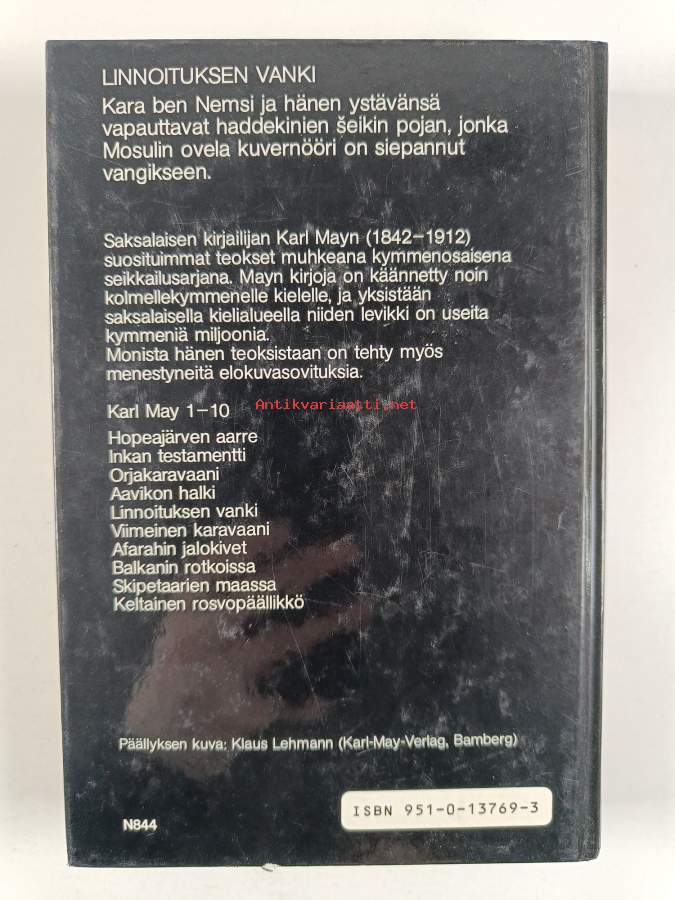 LINNOITUKSEN VANKI
Kara ben Nemsi ja hänen ystävänsä
vapauttavat haddekinien šeikin pojan, jonka
Mosulin ovela kuvernööri on siepannut
vangikseen.
Saksalaisen kirjailijan Karl Mayn (1842–1912)
suosituimmat teokset muhkeana kymmenosaisena
seikkailusarjana. Mayn kirjoja on käännetty noin
kolmellekymmenelle kielelle, ja yksistään
saksalaisella kielialueella niiden levikki on useita
kymmeniä miljoonia.
Monista hänen teoksistaan on tehty myös
menestyneitä elokuvasovituksia.
Antikvariaatti.net
Karl May 1–10
Hopeajärven aarre
Inkan testamentti
Orjakaravaani
Aavikon halki
Linnoituksen vanki
Viimeinen karavaani
Afarahin jalokivet
Balkanin rotkoissa
Skipetaarien maassa
Keltainen rosvopäällikkö
Päällyksen kuva: Klaus Lehmann (Karl-May-Verlag, Bamberg)
ISBN 951-0-13769-3
N844